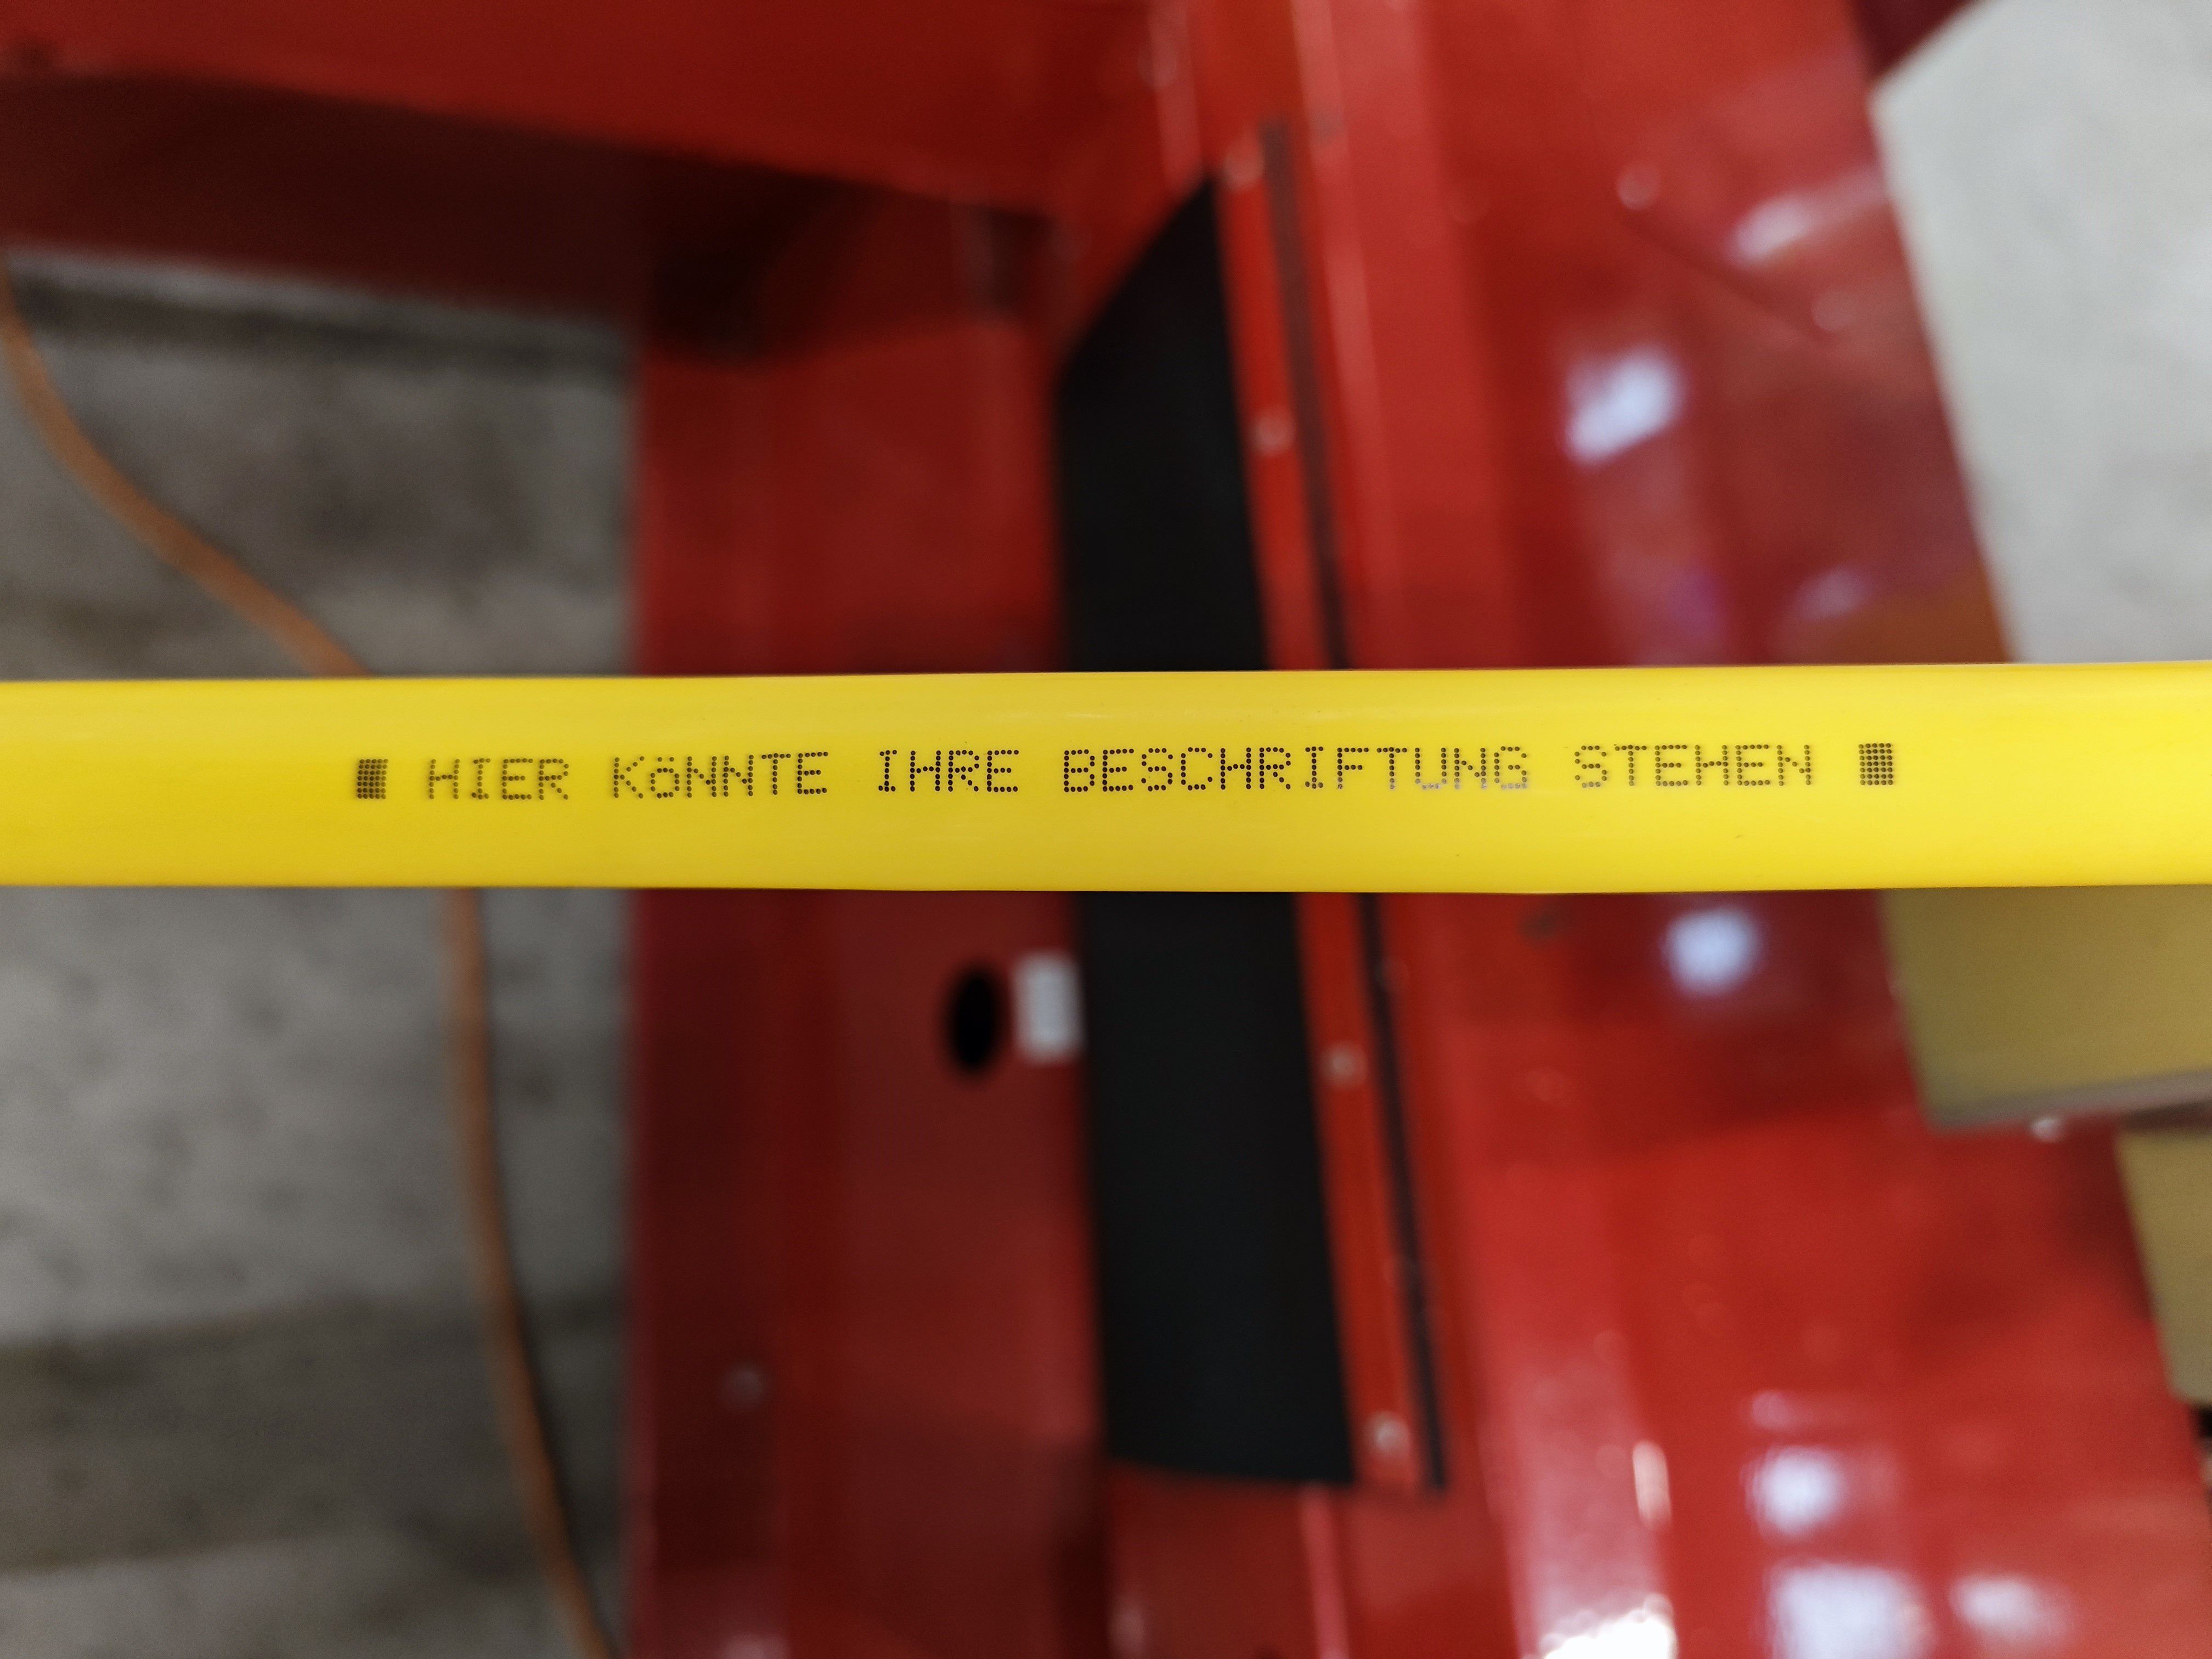 HIER KöNNTE IHRE BESCHRIFTUNG STEHEN